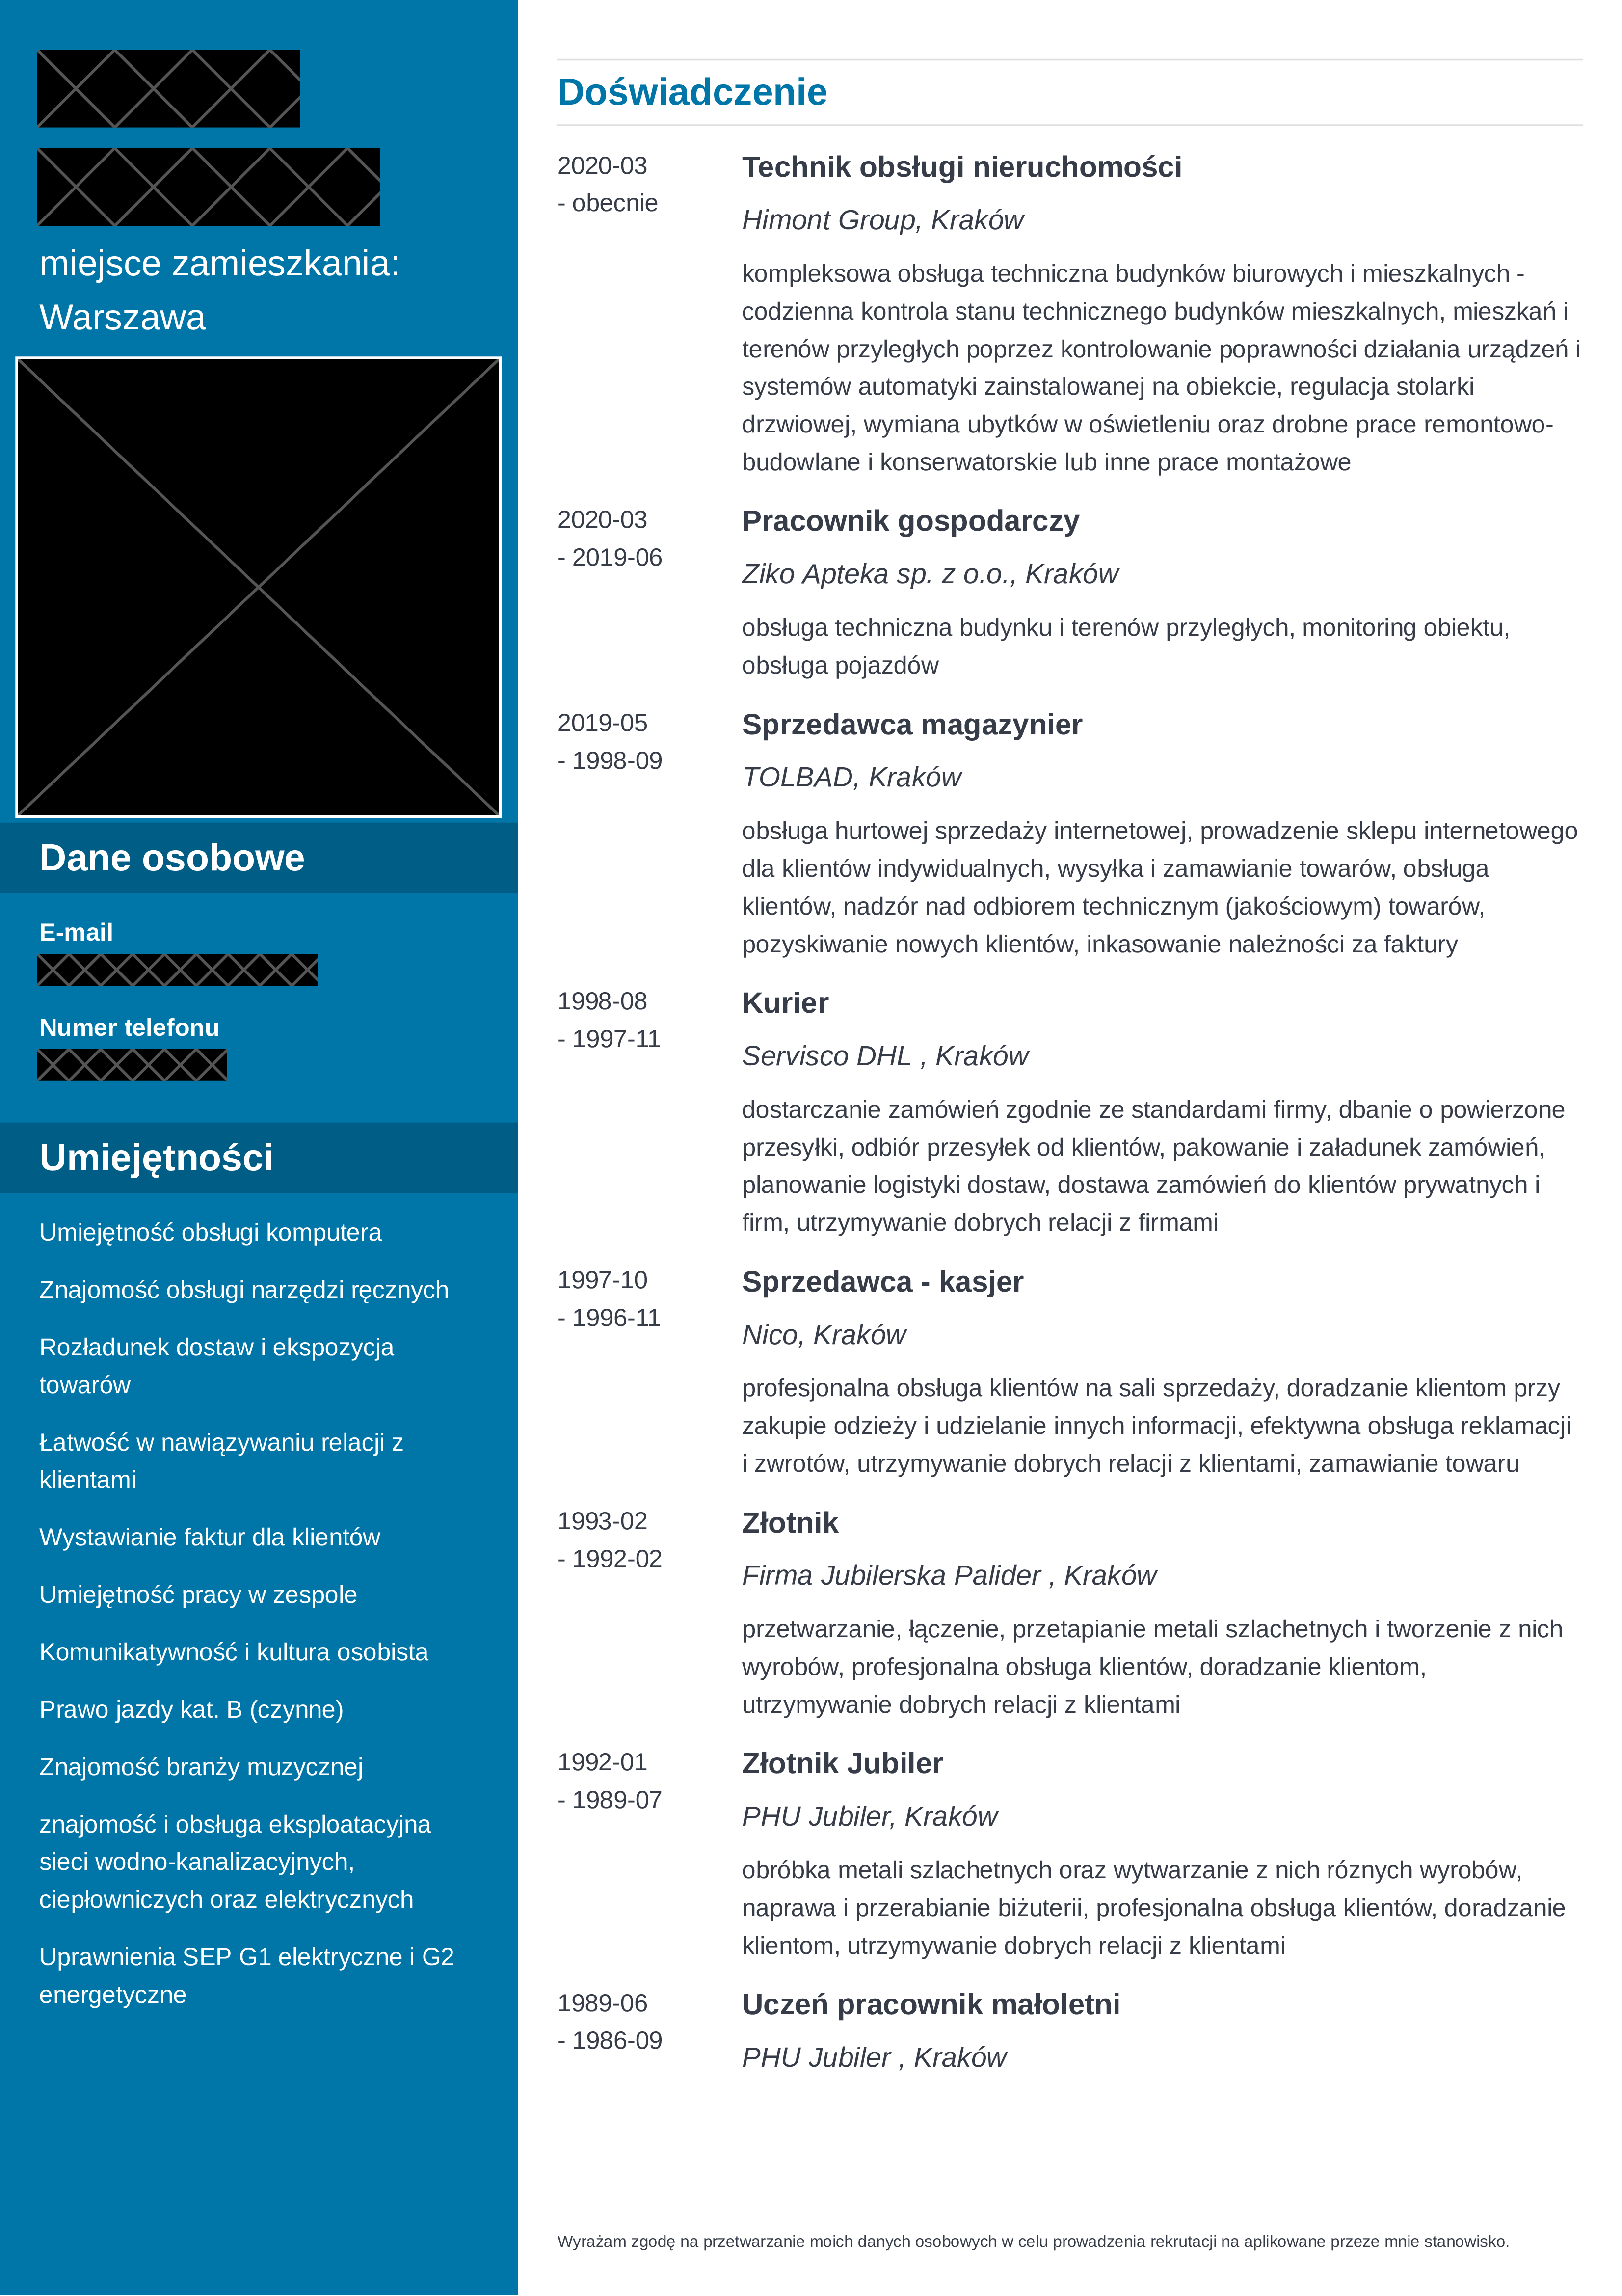 miejsce zamieszkania:
Warszawa
Dane osobowe
E-mail
Numer telefonu
Umiejętności
Umiejętność obsługi komputera
Znajomość obsługi narzędzi ręcznych
Rozładunek dostaw i ekspozycja
towarów
Łatwość w nawiązywaniu relacji z
klientami
Wystawianie faktur dla klientów
Umiejętność pracy w zespole
Komunikatywność i kultura osobista
Prawo jazdy kat. B (czynne)
Znajomość branży muzycznej
znajomość i obsługa eksploatacyjna
sieci wodno-kanalizacyjnych,
ciepłowniczych oraz elektrycznych
Uprawnienia SEP G1 elektryczne i G2
energetyczne
Doświadczenie
2020-03
- obecnie
Technik obsługi nieruchomości
Himont Group, Kraków
kompleksowa obsługa techniczna budynków biurowych i mieszkalnych -
codzienna kontrola stanu technicznego budynków mieszkalnych, mieszkań i
terenów przyległych poprzez kontrolowanie poprawności działania urządzeń i
systemów automatyki zainstalowanej na obiekcie, regulacja stolarki
drzwiowej, wymiana ubytków w oświetleniu oraz drobne prace remontowo-
budowlane i konserwatorskie lub inne prace montażowe
2020-03
- 2019-06
Pracownik gospodarczy
Ziko Apteka sp. z o.o., Kraków
obsługa techniczna budynku i terenów przyległych, monitoring obiektu,
obsługa pojazdów
2019-05
- 1998-09
Sprzedawca magazynier
TOLBAD, Kraków
obsługa hurtowej sprzedaży internetowej, prowadzenie sklepu internetowego
dla klientów indywidualnych, wysyłka i zamawianie towarów, obsługa
klientów, nadzór nad odbiorem technicznym (jakościowym) towarów,
pozyskiwanie nowych klientów, inkasowanie należności za faktury
1998-08
- 1997-11
Kurier
Servisco DHL , Kraków
dostarczanie zamówień zgodnie ze standardami firmy, dbanie o powierzone
przesyłki, odbiór przesyłek od klientów, pakowanie i załadunek zamówień,
planowanie logistyki dostaw, dostawa zamówień do klientów prywatnych i
firm, utrzymywanie dobrych relacji z firmami
1997-10
- 1996-11
Sprzedawca - kasjer
Nico, Kraków
profesjonalna obsługa klientów na sali sprzedaży, doradzanie klientom przy
zakupie odzieży i udzielanie innych informacji, efektywna obsługa reklamacji
i zwrotów, utrzymywanie dobrych relacji z klientami, zamawianie towaru
1993-02
- 1992-02
Złotnik
Firma Jubilerska Palider , Kraków
przetwarzanie, łączenie, przetapianie metali szlachetnych i tworzenie z nich
wyrobów, profesjonalna obsługa klientów, doradzanie klientom,
utrzymywanie dobrych relacji z klientami
1992-01
- 1989-07
Złotnik Jubiler
PHU Jubiler, Kraków
obróbka metali szlachetnych oraz wytwarzanie z nich róznych wyrobów,
naprawa i przerabianie biżuterii, profesjonalna obsługa klientów, doradzanie
klientom, utrzymywanie dobrych relacji z klientami
1989-06
- 1986-09
Uczeń pracownik małoletni
PHU Jubiler , Kraków
Wyrażam zgodę na przetwarzanie moich danych osobowych w celu prowadzenia rekrutacji na aplikowane przeze mnie stanowisko.